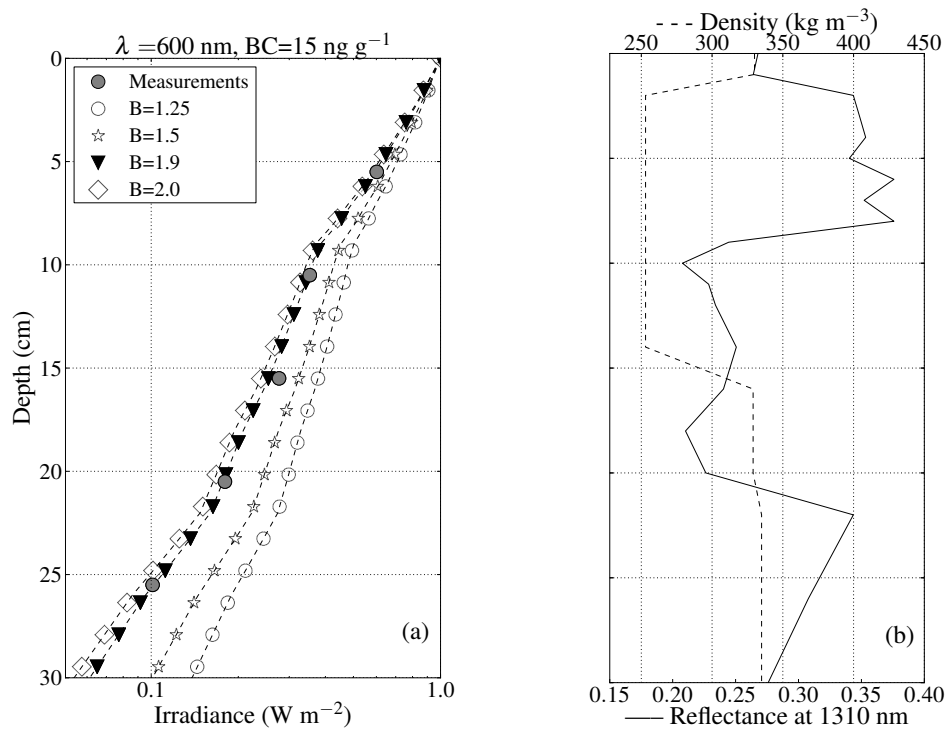 λ =600 nm, BC=15 ng g⁻¹
0
5
10
15
20
25
30
Depth (cm)
Measurements
B=1.25
B=1.5
B=1.9
B=2.0
(a)
0.1
1.0
Irradiance (W m⁻²)
--- Density (kg m⁻³)
250
300
350
400
450
(b)
0.15
0.20
0.25
0.30
0.35
0.40
—— Reflectance at 1310 nm